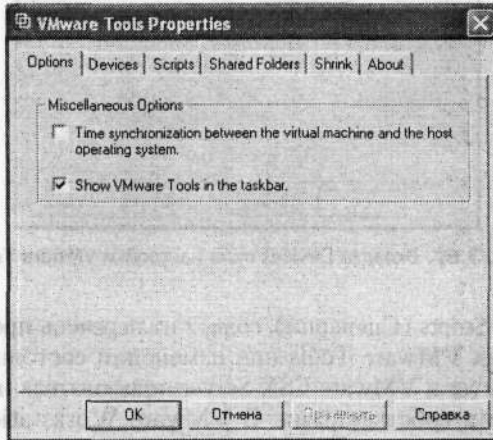 VMware Tools Properties
Options Devices Scripts Shared Folders Shrink About
Miscellaneous Options
Time synchronization between the virtual machine and the host
operating system.
Show VMware Tools in the taskbar.
OK Отмена Применить Справка